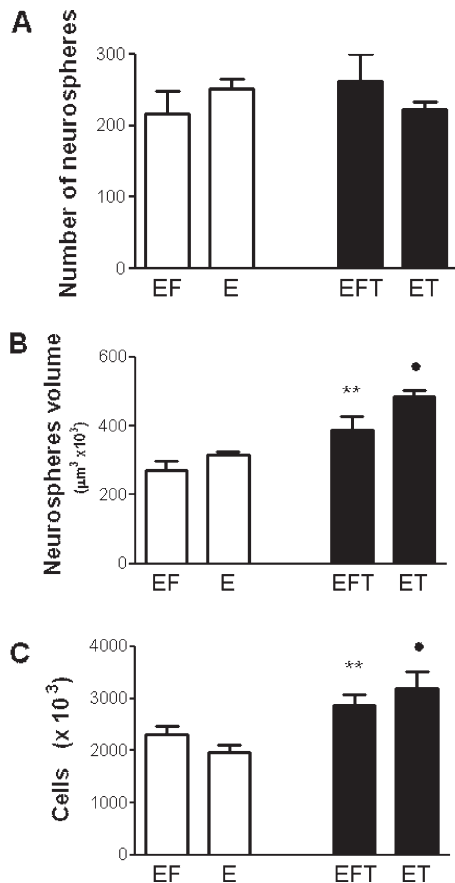 A
Number of neurospheres
300
200
100
0
EF E EFT ET
B
Neurospheres volume
(µm³ x10³)
600
400
200
0
**
•
EF E EFT ET
C
Cells (x 10³)
4000
3000
2000
1000
0
**
•
EF E EFT ET